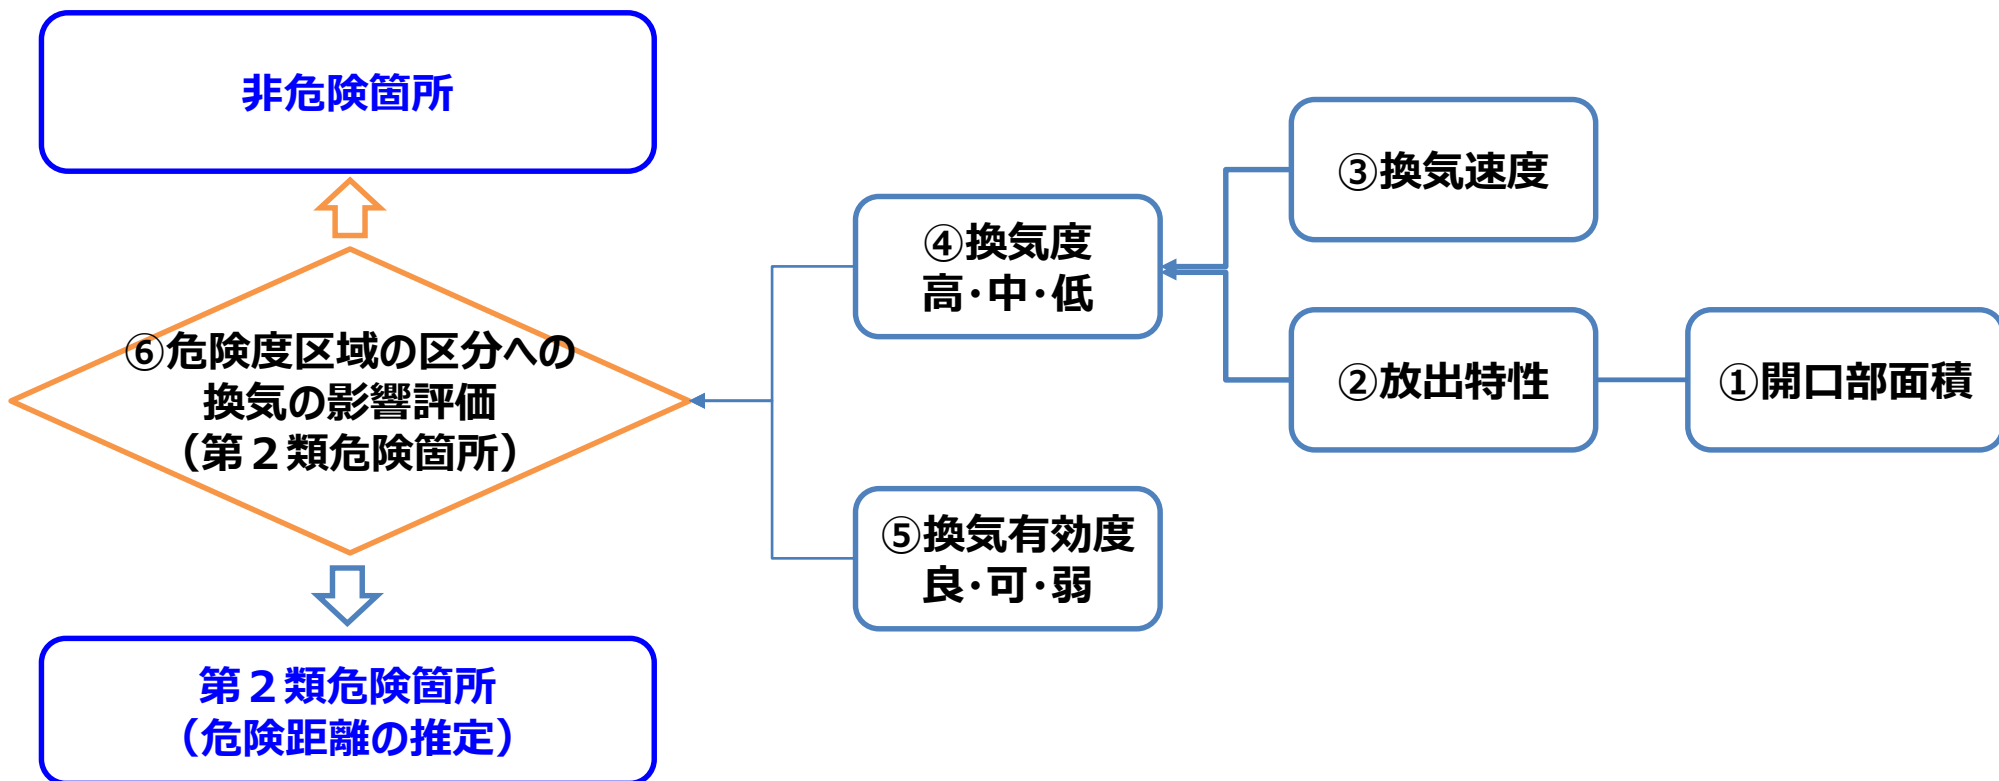 非危険箇所
③換気速度
④換気度
高・中・低
⑥危険度区域の区分への
換気の影響評価
（第２類危険箇所）
②放出特性
①開口部面積
⑤換気有効度
良・可・弱
第２類危険箇所
（危険距離の推定）